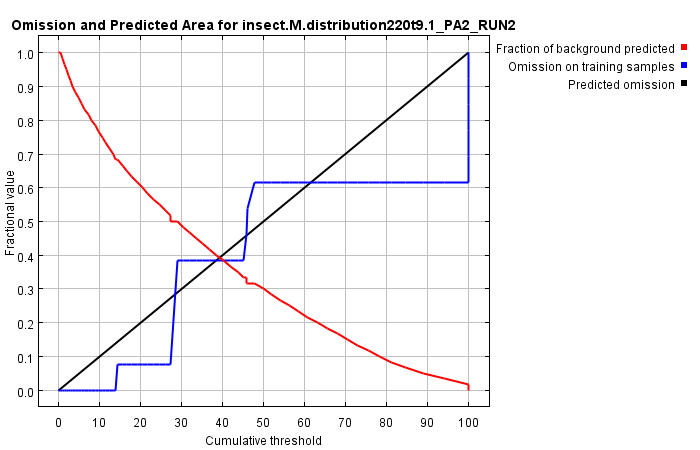 Omission and Predicted Area for insect.M.distribution220t9.1_PA2_RUN2
Fraction of background predicted
Omission on training samples
Predicted omission
1.0
0.9
0.8
0.7
0.6
0.5
0.4
0.3
0.2
0.1
0.0
Fractional value
0 10 20 30 40 50 60 70 80 90 100
Cumulative threshold